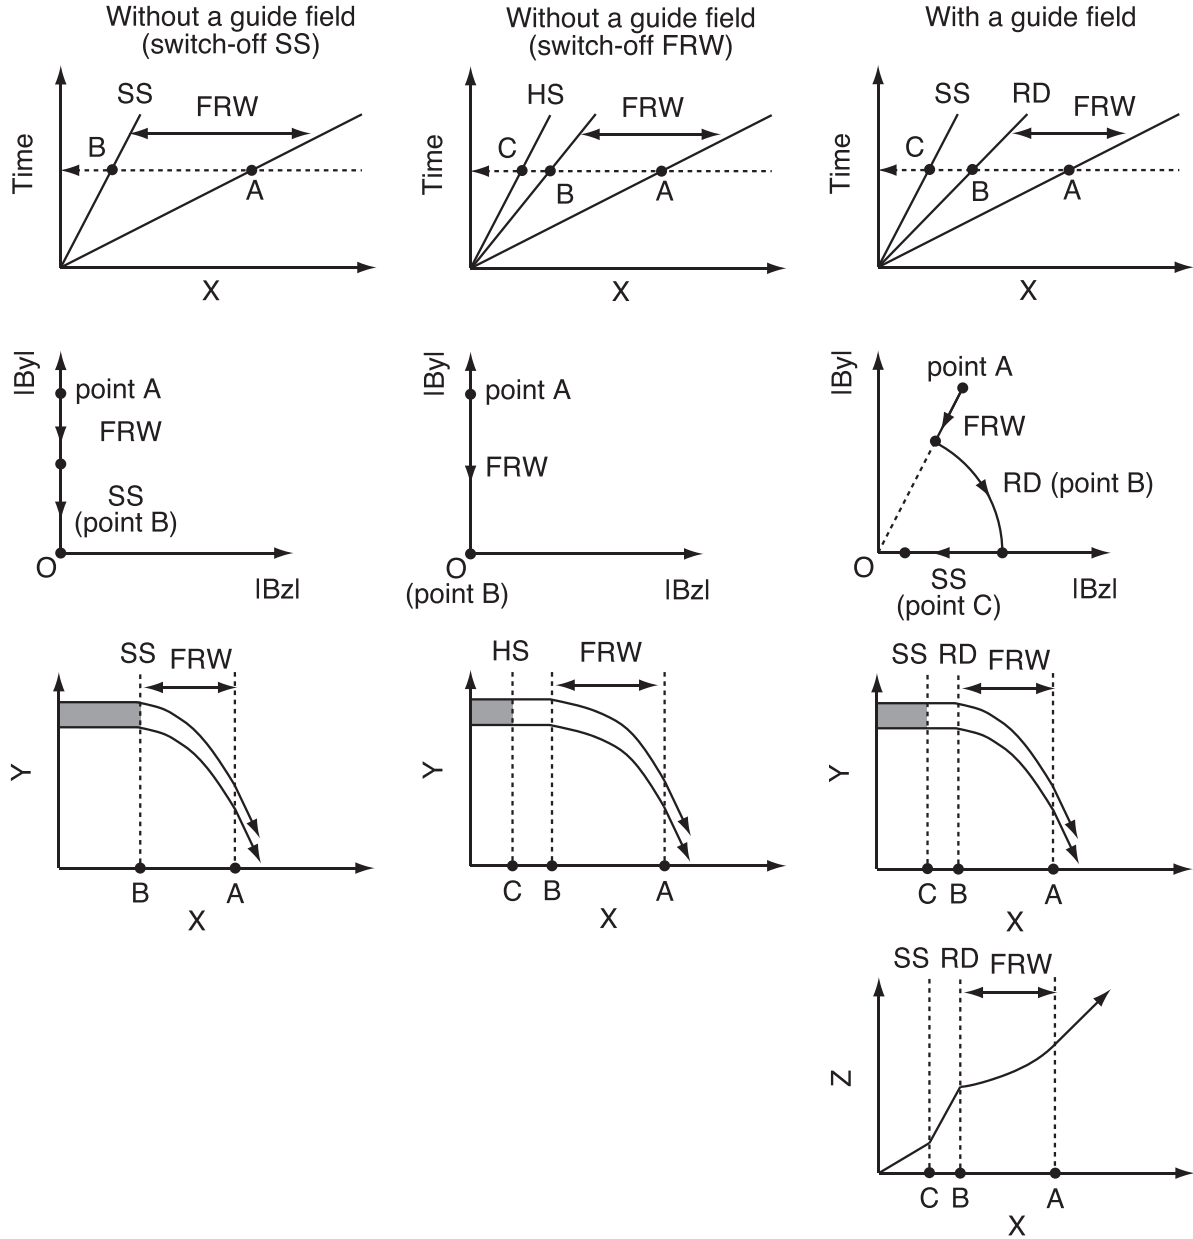 Without a guide field
(switch-off SS)
Without a guide field
(switch-off FRW)
With a guide field
SS
FRW
B
A
Time
X
HS
FRW
C
B
A
Time
X
SS
RD
FRW
C
B
A
Time
X
|By|
point A
FRW
SS
(point B)
O
|Bz|
|By|
point A
FRW
O
(point B)
|Bz|
|By|
point A
FRW
RD (point B)
O
SS
(point C)
|Bz|
SS
FRW
Y
B
A
X
HS
FRW
Y
C
B
A
X
SS
RD
FRW
Y
C
B
A
X
SS
RD
FRW
Z
C
B
A
X